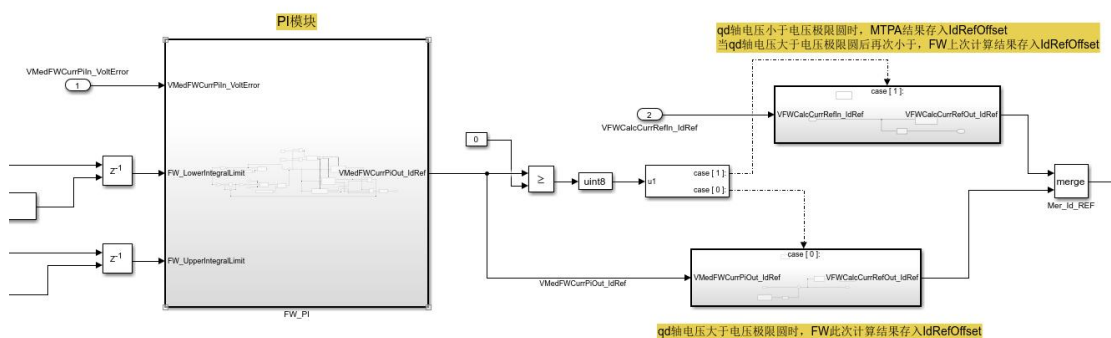 PI模块
qd轴电压小于电压极限圆时，MTPA结果存入IdRefOffset
当qd轴电压大于电压极限圆后再次小于，FW上次计算结果存入IdRefOffset
VMedFWCurrPiIn_VoltError
1
VMedFWCurrPiIn_VoltError
case [ 1 ]:
VFWCalcCurrRefIn_IdRef
VFWCalcCurrRefOut_IdRef
2
VFWCalcCurrRefIn_IdRef
0
z-1
FW_LowerIntegralLimit
VMedFWCurrPiOut_IdRef
≥
uint8
u1
case [ 1 ]:
case [ 0 ]:
merge
Mer_Id_REF
z-1
FW_UpperIntegralLimit
case [ 0 ]:
VMedFWCurrPiOut_IdRef
VFWCalcCurrRefOut_IdRef
VMedFWCurrPiOut_IdRef
FW_PI
qd轴电压大于电压极限圆时，FW此次计算结果存入IdRefOffset